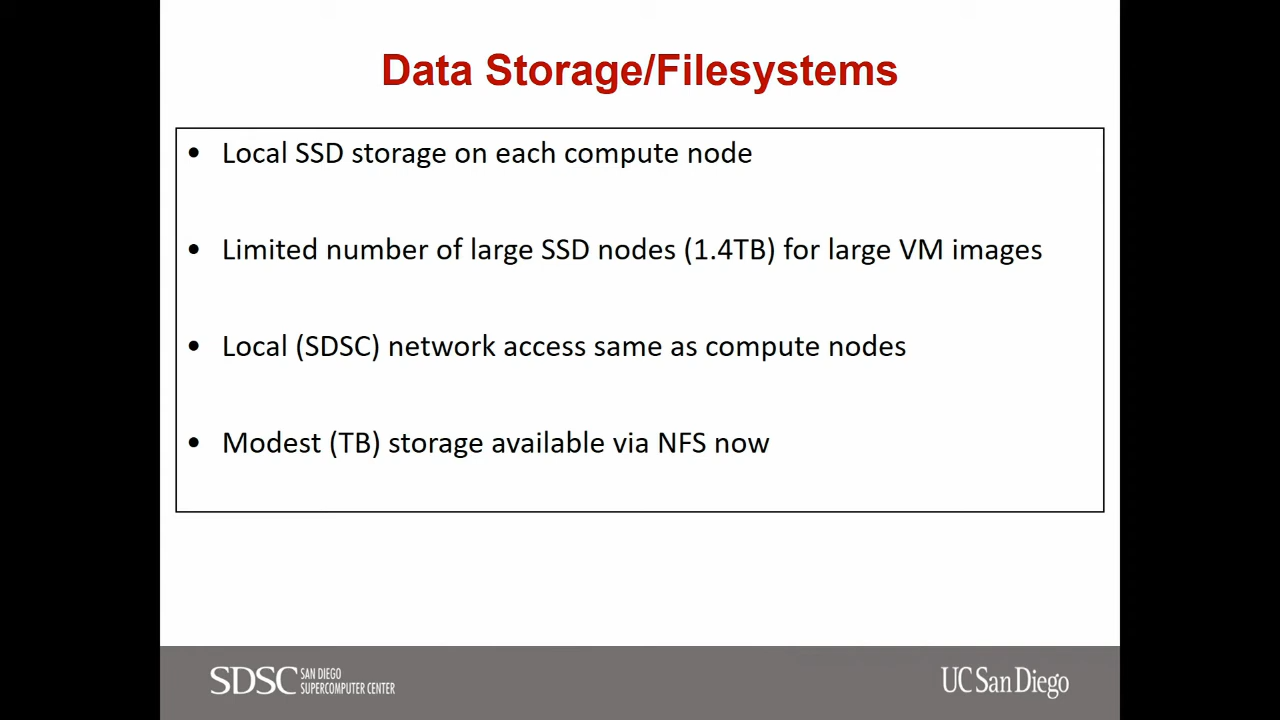 Data Storage/Filesystems
• Local SSD storage on each compute node
• Limited number of large SSD nodes (1.4TB) for large VM images
• Local (SDSC) network access same as compute nodes
• Modest (TB) storage available via NFS now
SDSC SAN DIEGO
SUPERCOMPUTER CENTER
UC San Diego